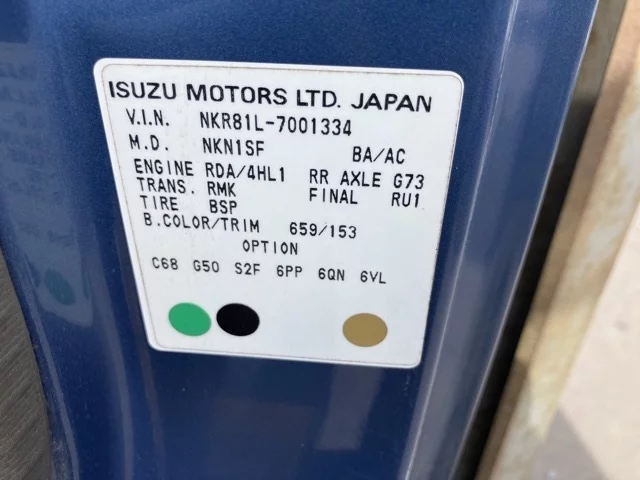 ISUZU MOTORS LTD. JAPAN
V.I.N. NKR81L-7001334
M.D. NKN1SF BA/AC
ENGINE RDA/4HL1 RR AXLE G73
TRANS. RMK FINAL RU1
TIRE BSP
B.COLOR/TRIM 659/153
OPTION
C68 G50 S2F 6PP 6QN 6VL